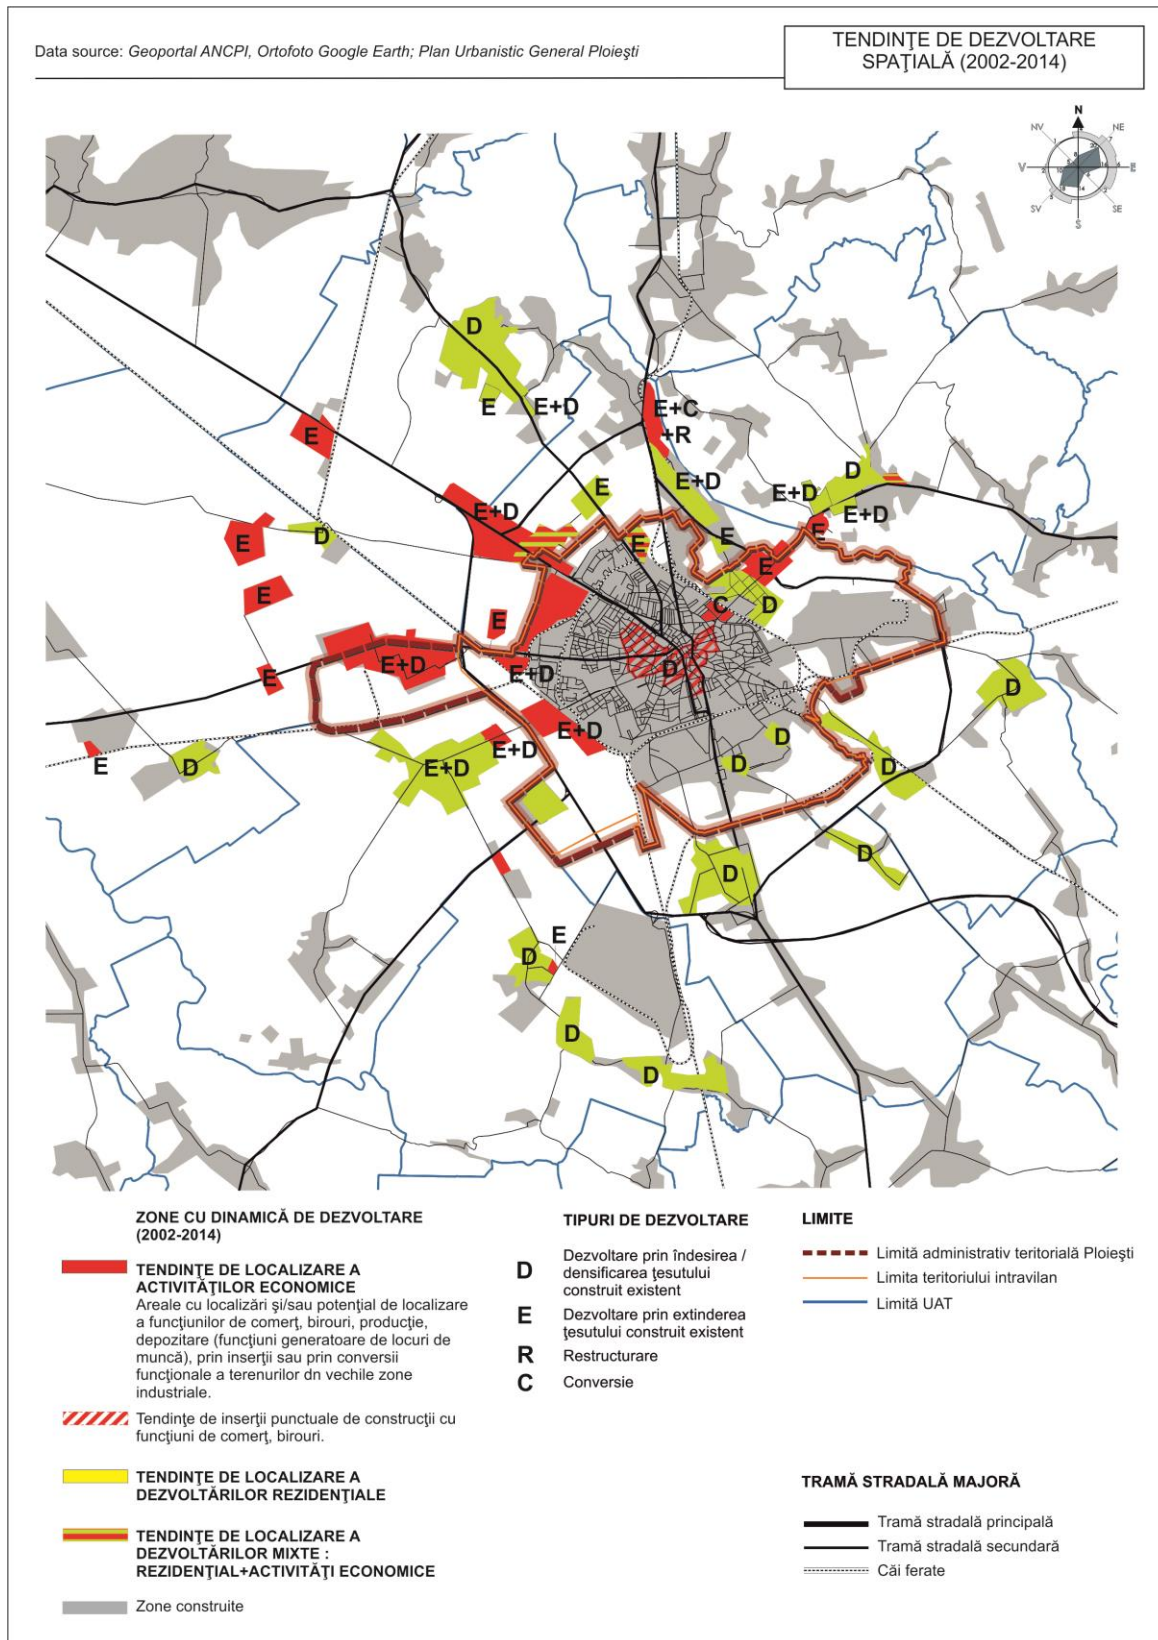 Data source: Geoportal ANCPI, Ortofoto Google Earth; Plan Urbanistic General Ploieşti
TENDINŢE DE DEZVOLTARE
SPAŢIALĂ (2002-2014)
N
NV
NE
V
E
SV
SE
S
D
E
E+D
E+C
+R
E
E+D
E+D
E
D
E+D
E+D
E
E
D
E
E
E
E
C
D
E
E
E+D
E+D
D
E
D
E+D
E+D
E+D
D
D
D
E
D
D
D
D
E
D
D
D
ZONE CU DINAMICĂ DE DEZVOLTARE
(2002-2014)
TENDINŢE DE LOCALIZARE A
ACTIVITĂŢILOR ECONOMICE
Areale cu localizări şi/sau potenţial de localizare
a funcţiunilor de comerţ, birouri, producţie,
depozitare (funcţiuni generatoare de locuri de
muncă), prin inserţii sau prin conversii
funcţionale a terenurilor dn vechile zone
industriale.
Tendinţe de inserţii punctuale de construcţii cu
funcţiuni de comerţ, birouri.
TENDINŢE DE LOCALIZARE A
DEZVOLTĂRILOR REZIDENŢIALE
TENDINŢE DE LOCALIZARE A
DEZVOLTĂRILOR MIXTE :
REZIDENŢIAL+ACTIVITĂŢI ECONOMICE
Zone construite
TIPURI DE DEZVOLTARE
D
Dezvoltare prin îndesirea /
densificarea ţesutului
construit existent
E
Dezvoltare prin extinderea
ţesutului construit existent
R
Restructurare
C
Conversie
LIMITE
Limită administrativ teritorială Ploieşti
Limita teritoriului intravilan
Limită UAT
TRAMĂ STRADALĂ MAJORĂ
Tramă stradală principală
Tramă stradală secundară
Căi ferate